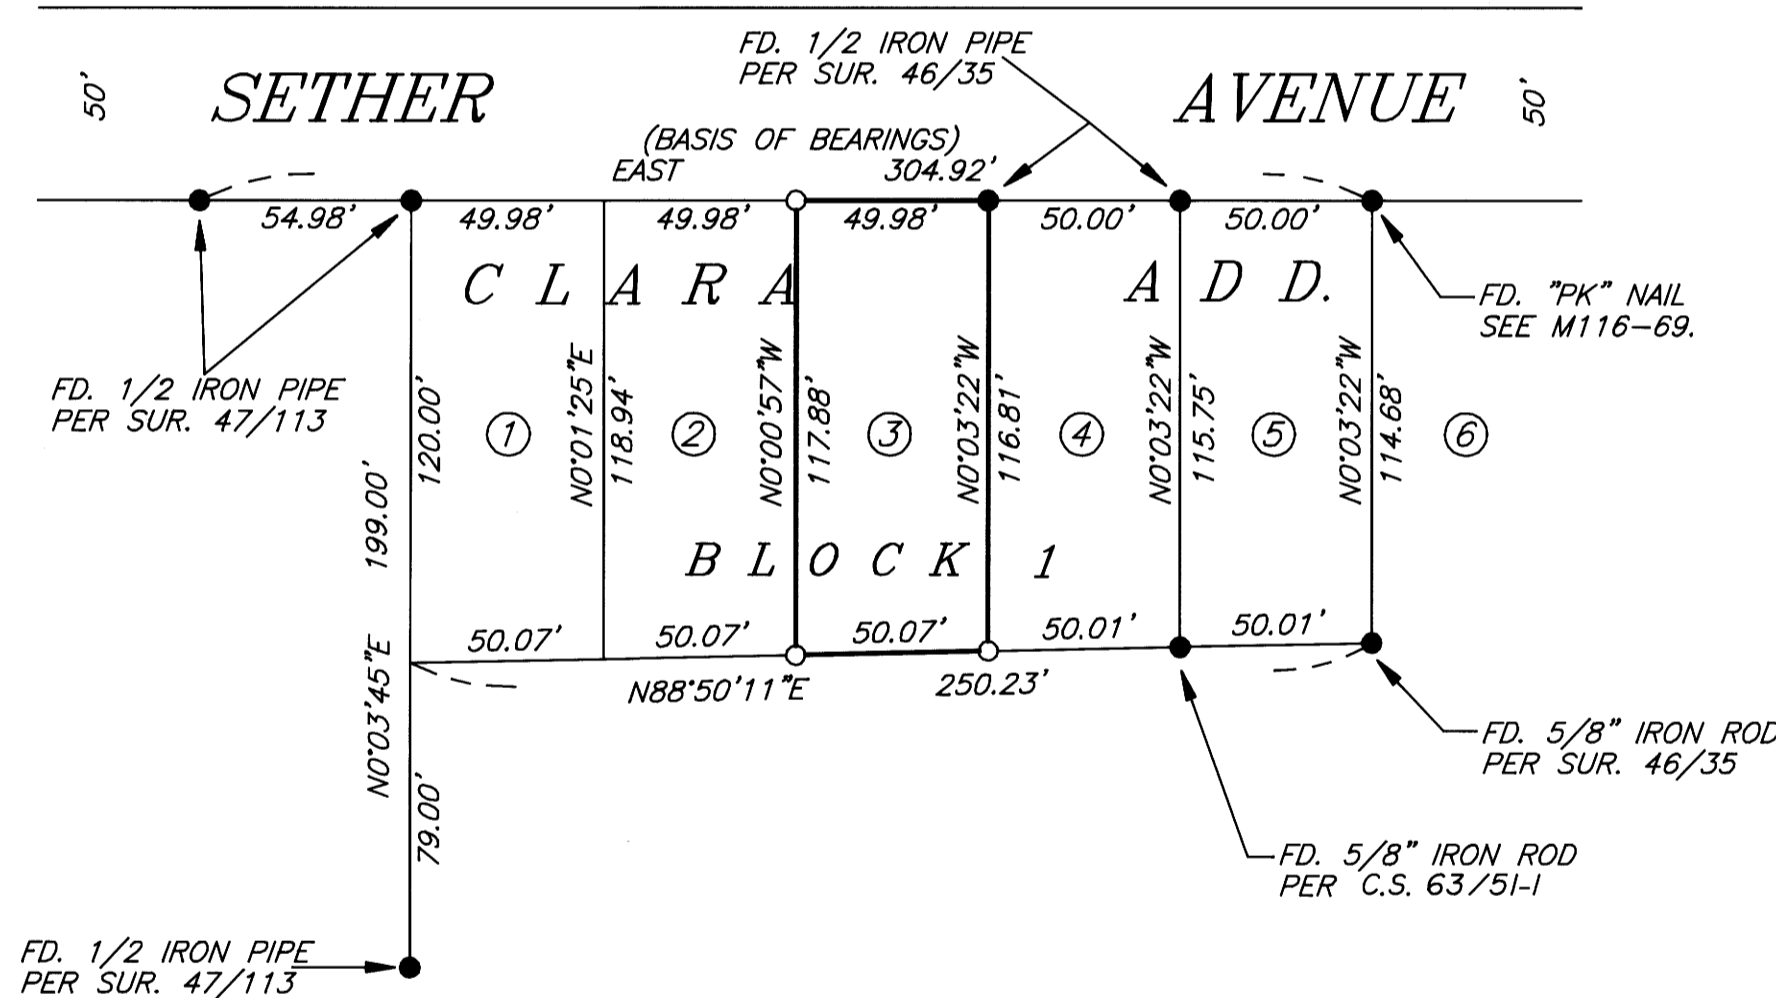 FD. 1/2 IRON PIPE
PER SUR. 46/35
50'
SETHER
AVENUE
50'
(BASIS OF BEARINGS)
EAST 304.92'
54.98'
49.98'
49.98'
49.98'
50.00'
50.00'
CLARA
ADD.
FD. "PK" NAIL
SEE M116-69.
FD. 1/2 IRON PIPE
PER SUR. 47/113
199.00'
N0°03'45"E
120.00'
79.00'
1
N0°01'25"E
118.94'
2
N0°00'57"W
117.88'
3
N0°03'22"W
116.81'
4
N0°03'22"W
115.75'
5
N0°03'22"W
114.68'
6
BLOCK 1
50.07'
50.07'
50.07'
50.01'
50.01'
N88°50'11"E
250.23'
FD. 5/8" IRON ROD
PER SUR. 46/35
FD. 5/8" IRON ROD
PER C.S. 63/51-1
FD. 1/2 IRON PIPE
PER SUR. 47/113